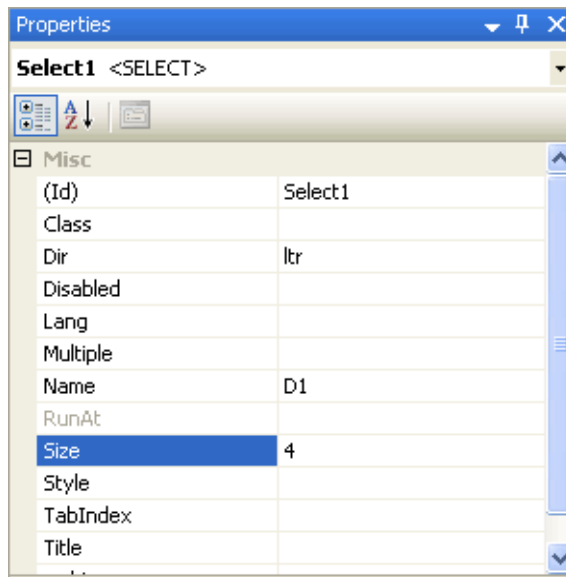 Properties
Select1 <SELECT>
Misc
(Id) Select1
Class
Dir ltr
Disabled
Lang
Multiple
Name D1
RunAt
Size 4
Style
TabIndex
Title